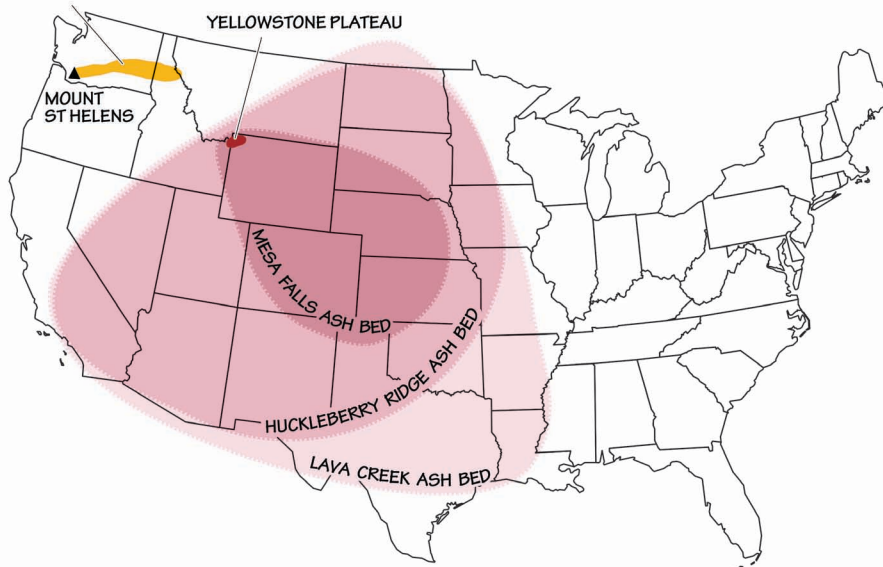 YELLOWSTONE PLATEAU
MOUNT
ST HELENS
MESA FALLS ASH BED
HUCKLEBERRY RIDGE ASH BED
LAVA CREEK ASH BED